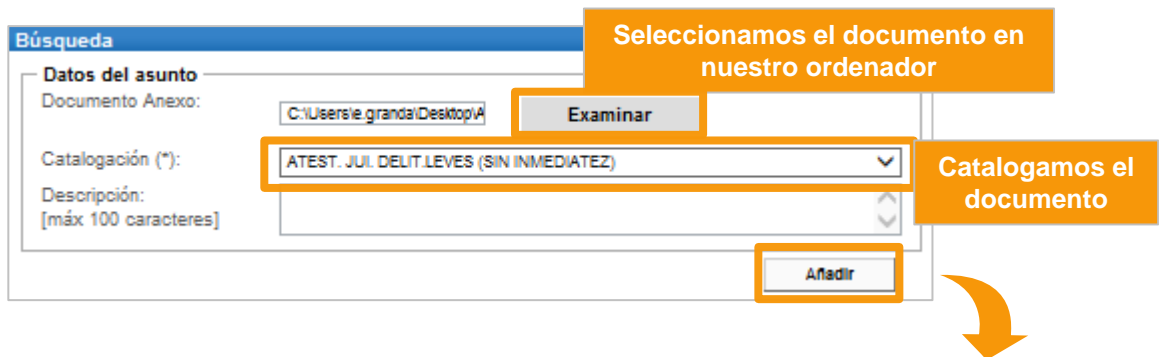 Búsqueda
Seleccionamos el documento en
nuestro ordenador
Datos del asunto
Documento Anexo:
C:\Users\e.granda\Desktop\A
Examinar
Catalogación (*):
ATEST. JUI. DELIT.LEVES (SIN INMEDIATEZ)
Catalogamos el
documento
Descripción:
[máx 100 caracteres]
Añadir